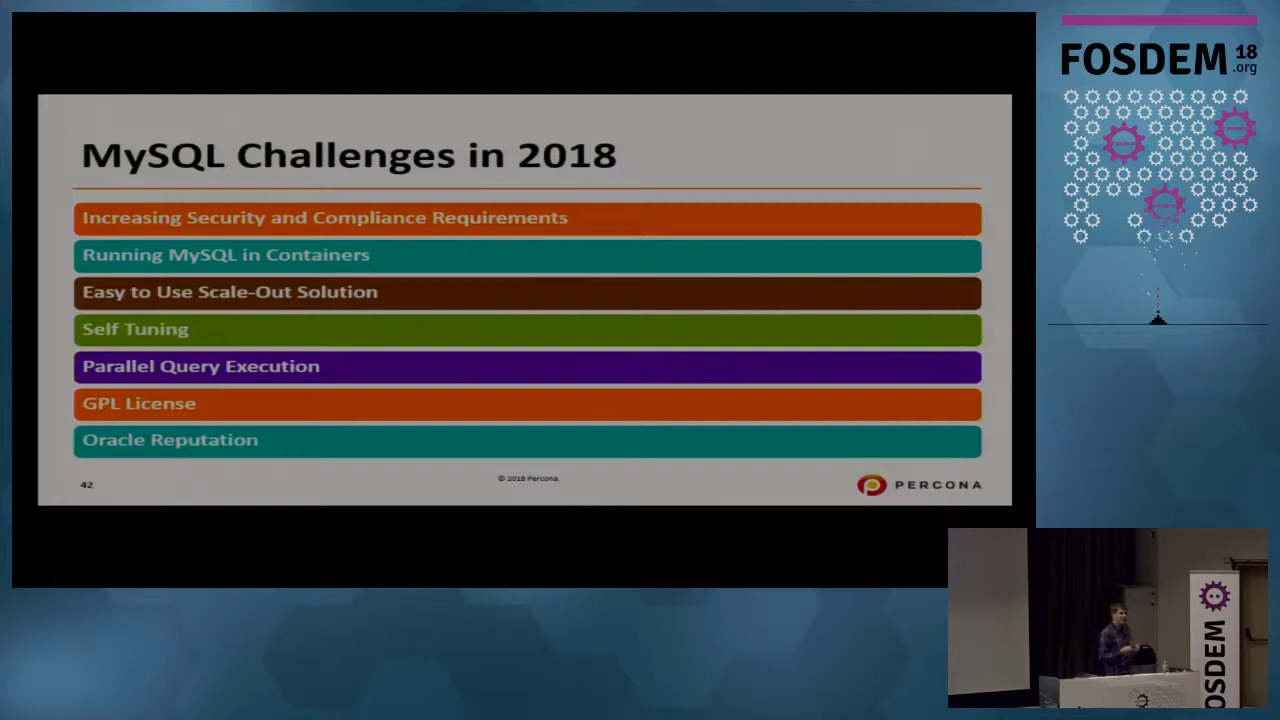 FOSDEM 18
.org
MySQL Challenges in 2018
Increasing Security and Compliance Requirements
Running MySQL in Containers
Easy to Use Scale-Out Solution
Self Tuning
Parallel Query Execution
GPL License
Oracle Reputation
42
© 2018 Percona.
PERCONA
OSDEM